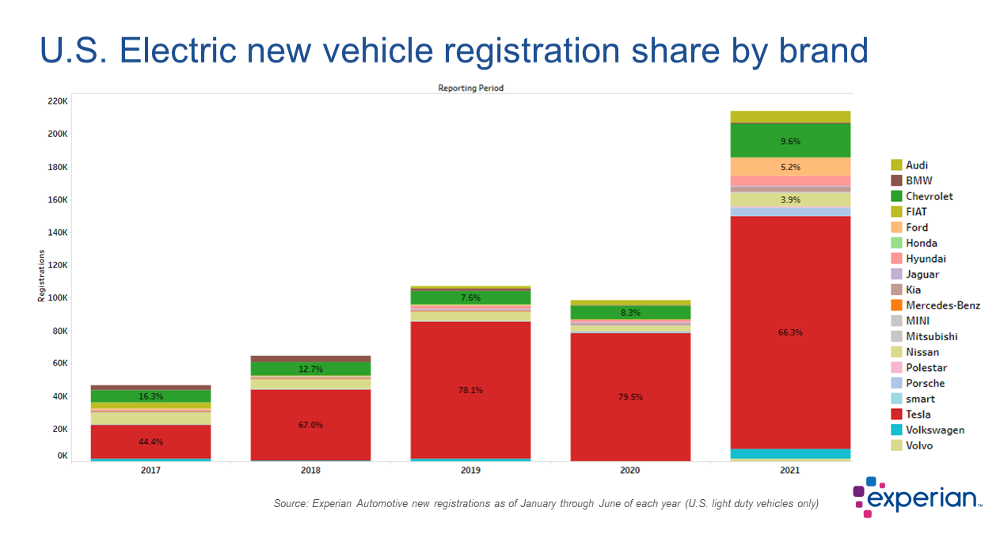 U.S. Electric new vehicle registration share by brand
Reporting Period
220K
200K
180K
160K
140K
120K
100K
80K
60K
40K
20K
0K
Registrations
16.3%
44.4%
12.7%
67.0%
7.6%
78.1%
8.3%
79.5%
9.6%
5.2%
3.9%
66.3%
2017 2018 2019 2020 2021
Audi
BMW
Chevrolet
FIAT
Ford
Honda
Hyundai
Jaguar
Kia
Mercedes-Benz
MINI
Mitsubishi
Nissan
Polestar
Porsche
smart
Tesla
Volkswagen
Volvo
Source: Experian Automotive new registrations as of January through June of each year (U.S. light duty vehicles only)
experian™